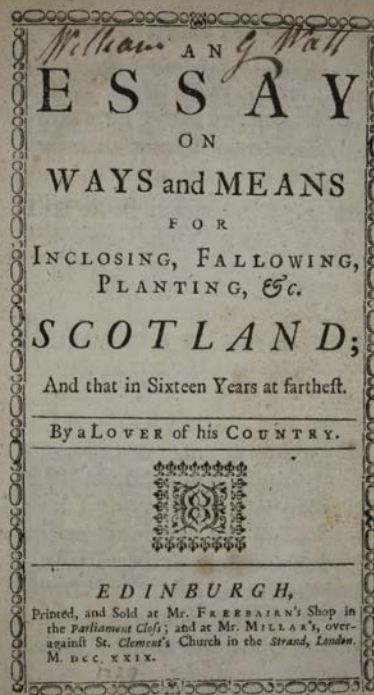 William G Watt
AN
ESSAY
ON
WAYS and MEANS
FOR
INCLOSING, FALLOWING,
PLANTING, &c.
SCOTLAND;
And that in Sixteen Years at fartheſt.
By a LOVER of his COUNTRY.
EDINBURGH,
Printed, and Sold at Mr. FREEBAIRN's Shop in
the Parliament Cloſs; and at Mr. MILLAR's, over-
againſt St. Clement's Church in the Strand, London.
M. DCC. XXIX.